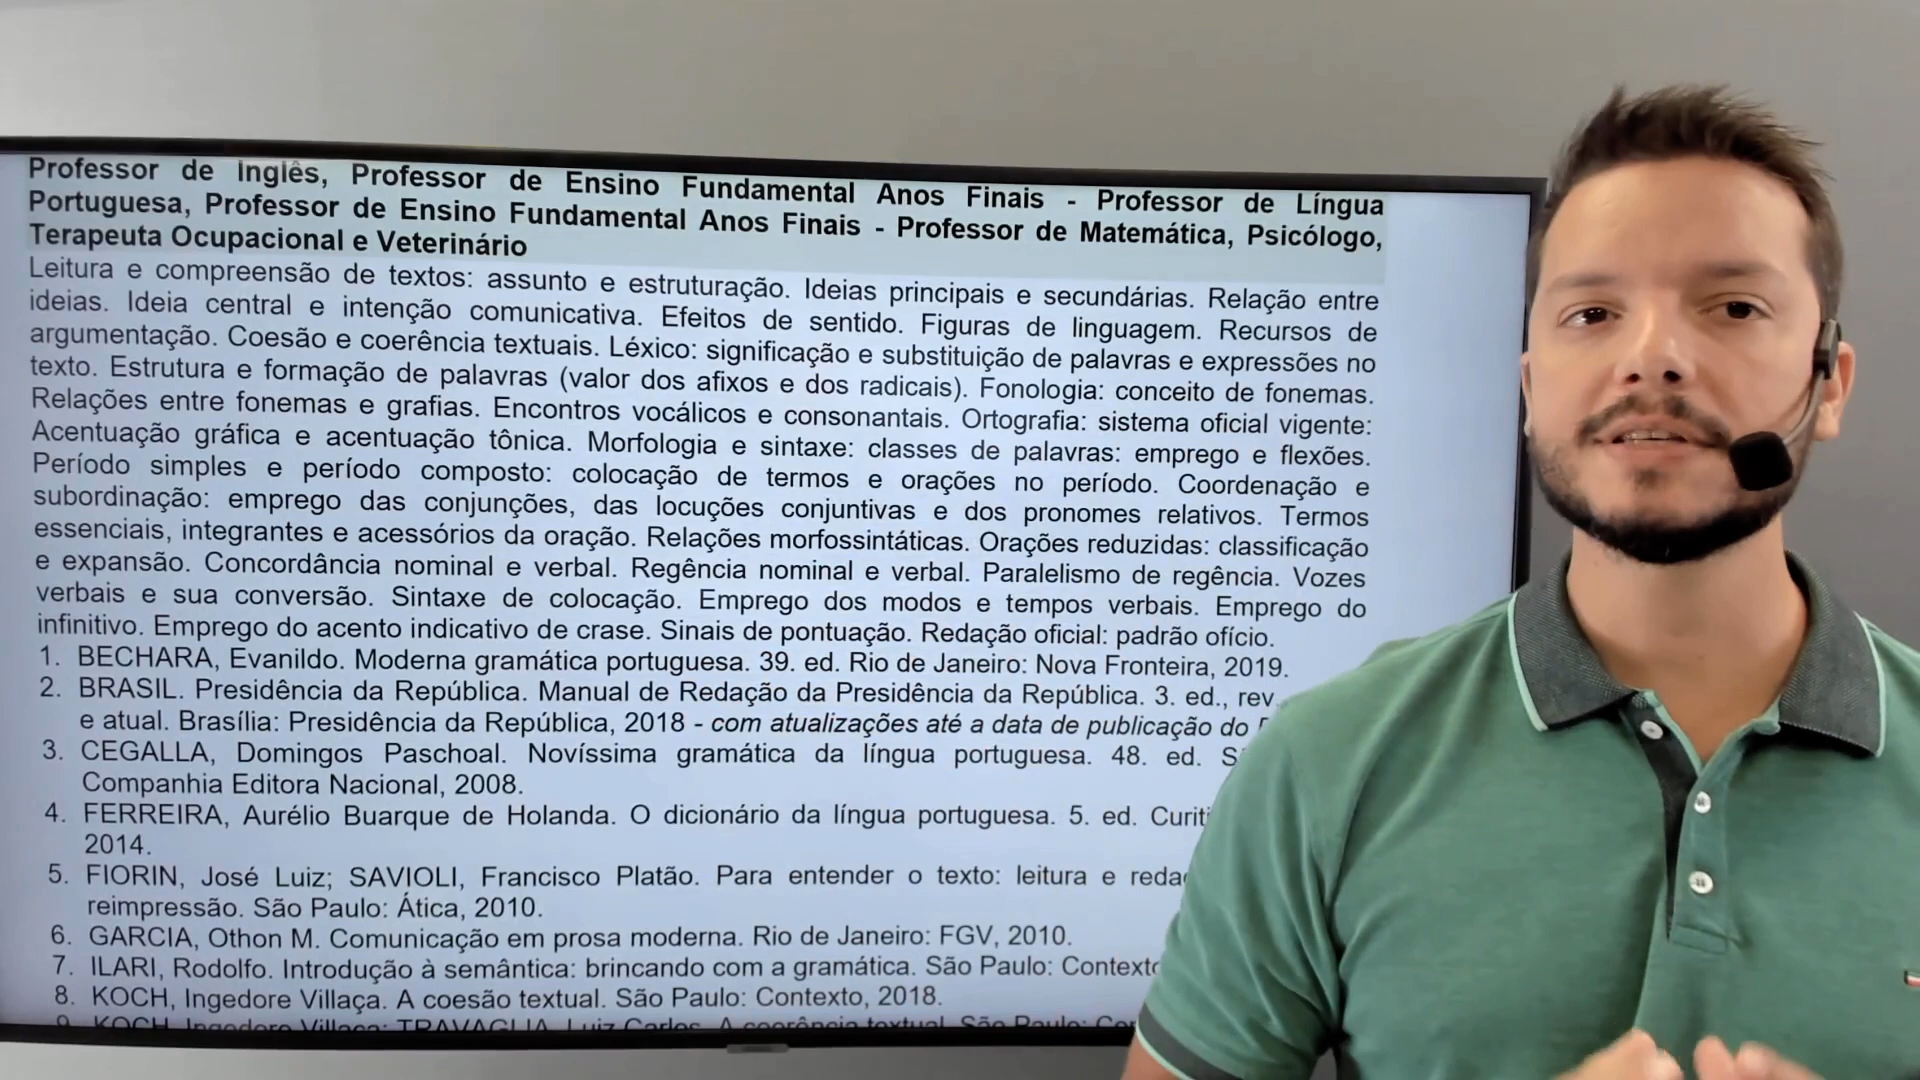 Professor de Inglês, Professor de Ensino Fundamental Anos Finais - Professor de Língua
Portuguesa, Professor de Ensino Fundamental Anos Finais - Professor de Matemática, Psicólogo,
Terapeuta Ocupacional e Veterinário
Leitura e compreensão de textos: assunto e estruturação. Ideias principais e secundárias. Relação entre
ideias. Ideia central e intenção comunicativa. Efeitos de sentido. Figuras de linguagem. Recursos de
argumentação. Coesão e coerência textuais. Léxico: significação e substituição de palavras e expressões no
texto. Estrutura e formação de palavras (valor dos afixos e dos radicais). Fonologia: conceito de fonemas.
Relações entre fonemas e grafias. Encontros vocálicos e consonantais. Ortografia: sistema oficial vigente:
Acentuação gráfica e acentuação tônica. Morfologia e sintaxe: classes de palavras: emprego e flexões.
Período simples e período composto: colocação de termos e orações no período. Coordenação e
subordinação: emprego das conjunções, das locuções conjuntivas e dos pronomes relativos. Termos
essenciais, integrantes e acessórios da oração. Relações morfossintáticas. Orações reduzidas: classificação
e expansão. Concordância nominal e verbal. Regência nominal e verbal. Paralelismo de regência. Vozes
verbais e sua conversão. Sintaxe de colocação. Emprego dos modos e tempos verbais. Emprego do
infinitivo. Emprego do acento indicativo de crase. Sinais de pontuação. Redação oficial: padrão ofício.
1. BECHARA, Evanildo. Moderna gramática portuguesa. 39. ed. Rio de Janeiro: Nova Fronteira, 2019.
2. BRASIL. Presidência da República. Manual de Redação da Presidência da República. 3. ed., rev.
e atual. Brasília: Presidência da República, 2018 - com atualizações até a data de publicação do
3. CEGALLA, Domingos Paschoal. Novíssima gramática da língua portuguesa. 48. ed.
Companhia Editora Nacional, 2008.
4. FERREIRA, Aurélio Buarque de Holanda. O dicionário da língua portuguesa. 5. ed.
2014.
5. FIORIN, José Luiz; SAVIOLI, Francisco Platão. Para entender o texto: leitura e
reimpressão. São Paulo: Ática, 2010.
6. GARCIA, Othon M. Comunicação em prosa moderna. Rio de Janeiro: FGV, 2010.
7. ILARI, Rodolfo. Introdução à semântica: brincando com a gramática. São Paulo: Contexto
8. KOCH, Ingedore Villaça. A coesão textual. São Paulo: Contexto, 2018.
9. KOCH, Ingedore Villaça; TRAVAGLIA, Luiz Carlos. A coerência textual. São Paulo: